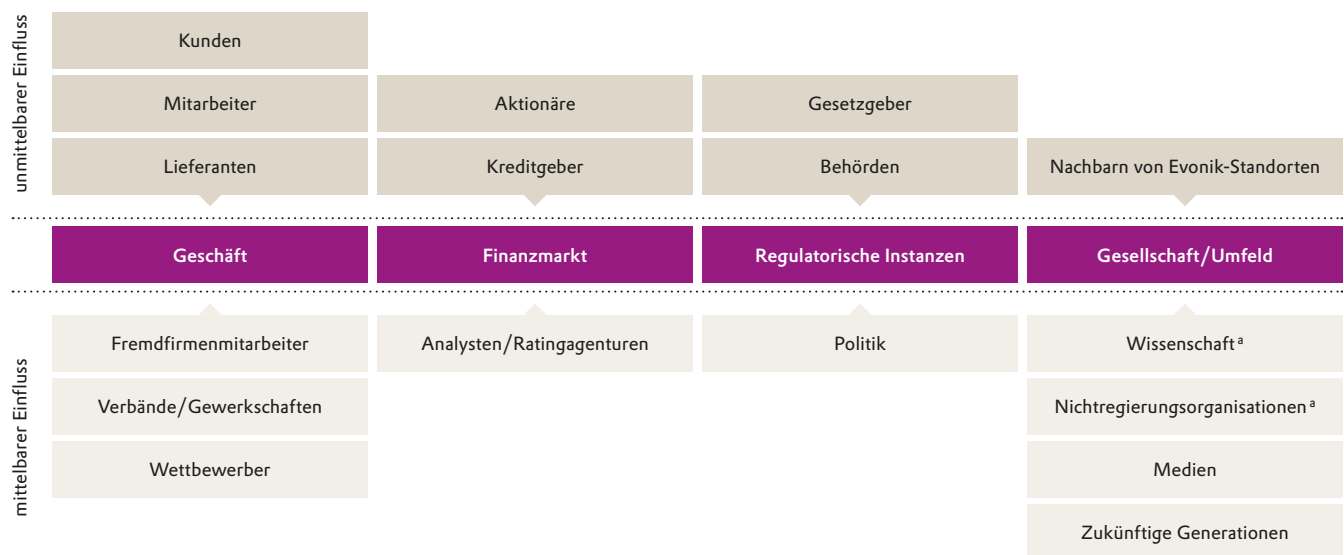 unmittelbarer Einfluss
Kunden
Mitarbeiter
Aktionäre
Gesetzgeber
Lieferanten
Kreditgeber
Behörden
Nachbarn von Evonik-Standorten
Geschäft
Finanzmarkt
Regulatorische Instanzen
Gesellschaft/Umfeld
mittelbarer Einfluss
Fremdfirmenmitarbeiter
Analysten/Ratingagenturen
Politik
Wissenschaft a
Verbände/Gewerkschaften
Nichtregierungsorganisationen a
Wettbewerber
Medien
Zukünftige Generationen